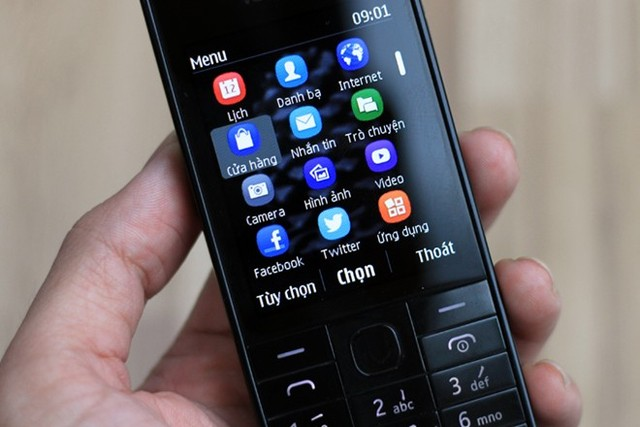 09:01
Menu
12
Lịch
Danh bạ
Internet
Cửa hàng
Nhắn tin
Trò chuyện
Camera
Hình ảnh
Video
f
Facebook
Twitter
Ứng dụng
Tùy chọn
Chọn
Thoát
2 abc
3 def
6 mno